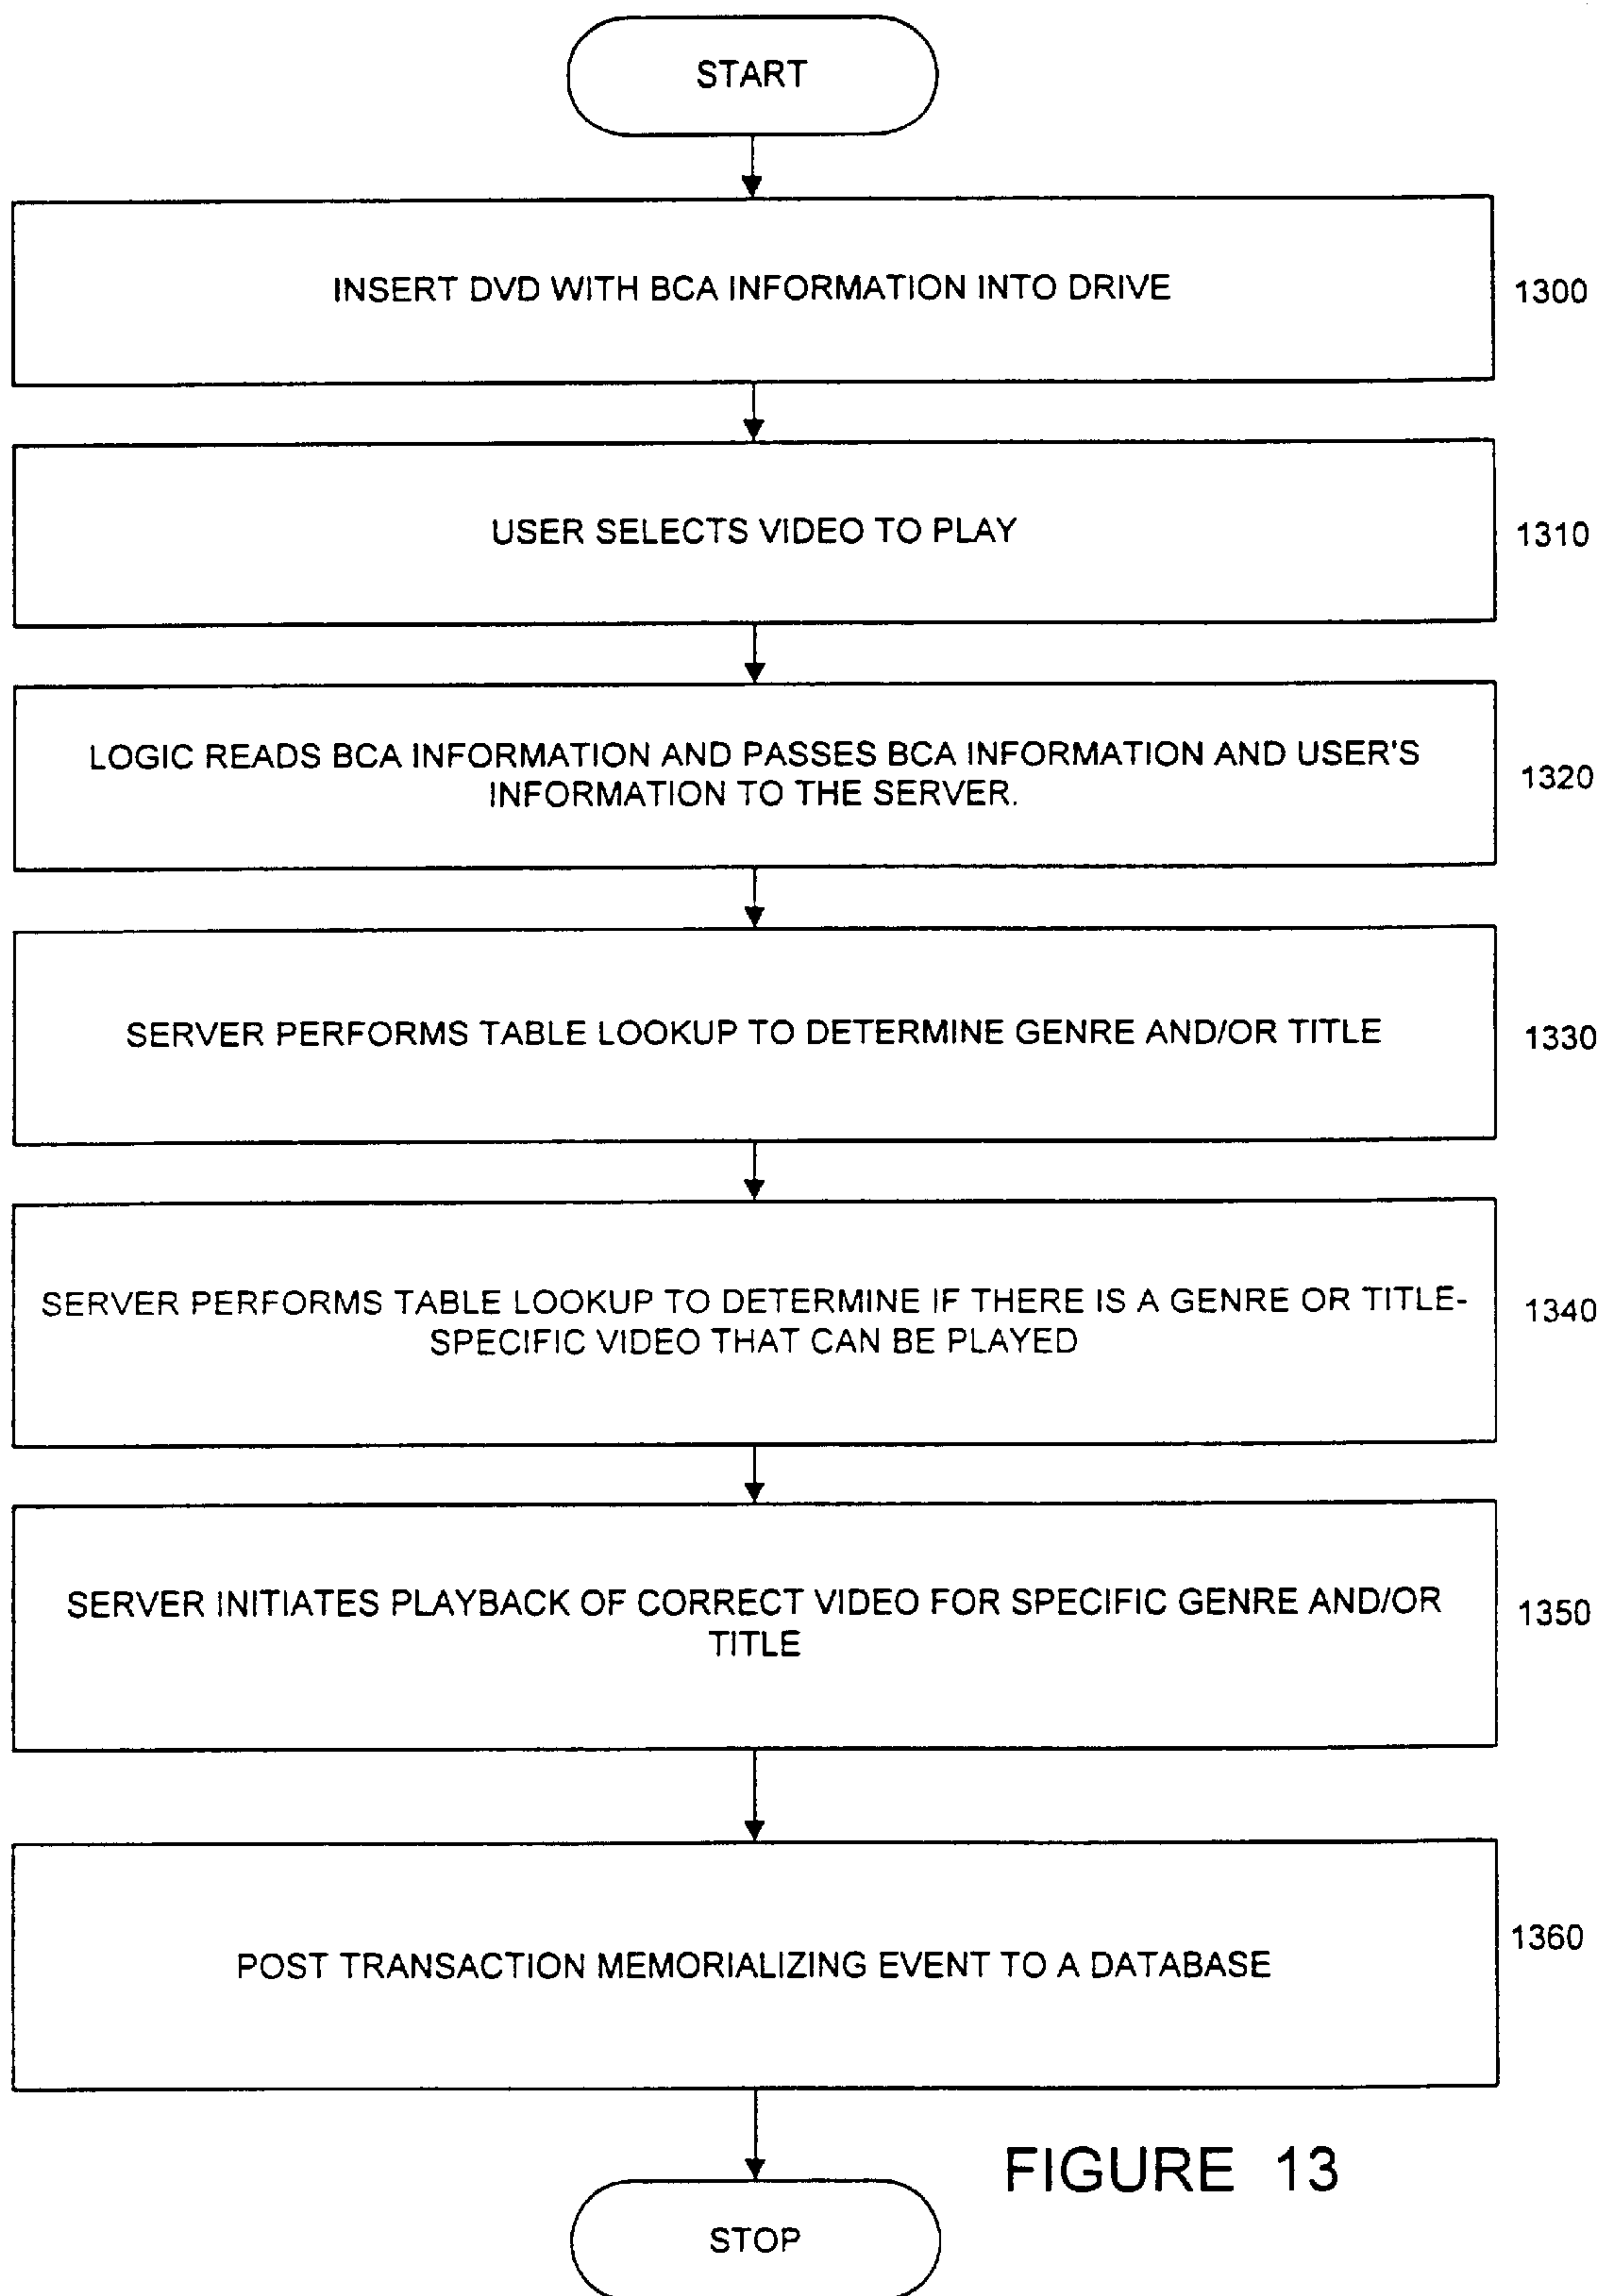 START
INSERT DVD WITH BCA INFORMATION INTO DRIVE
1300
USER SELECTS VIDEO TO PLAY
1310
LOGIC READS BCA INFORMATION AND PASSES BCA INFORMATION AND USER'S
INFORMATION TO THE SERVER.
1320
SERVER PERFORMS TABLE LOOKUP TO DETERMINE GENRE AND/OR TITLE
1330
SERVER PERFORMS TABLE LOOKUP TO DETERMINE IF THERE IS A GENRE OR TITLE-
SPECIFIC VIDEO THAT CAN BE PLAYED
1340
SERVER INITIATES PLAYBACK OF CORRECT VIDEO FOR SPECIFIC GENRE AND/OR
TITLE
1350
POST TRANSACTION MEMORIALIZING EVENT TO A DATABASE
1360
FIGURE 13
STOP